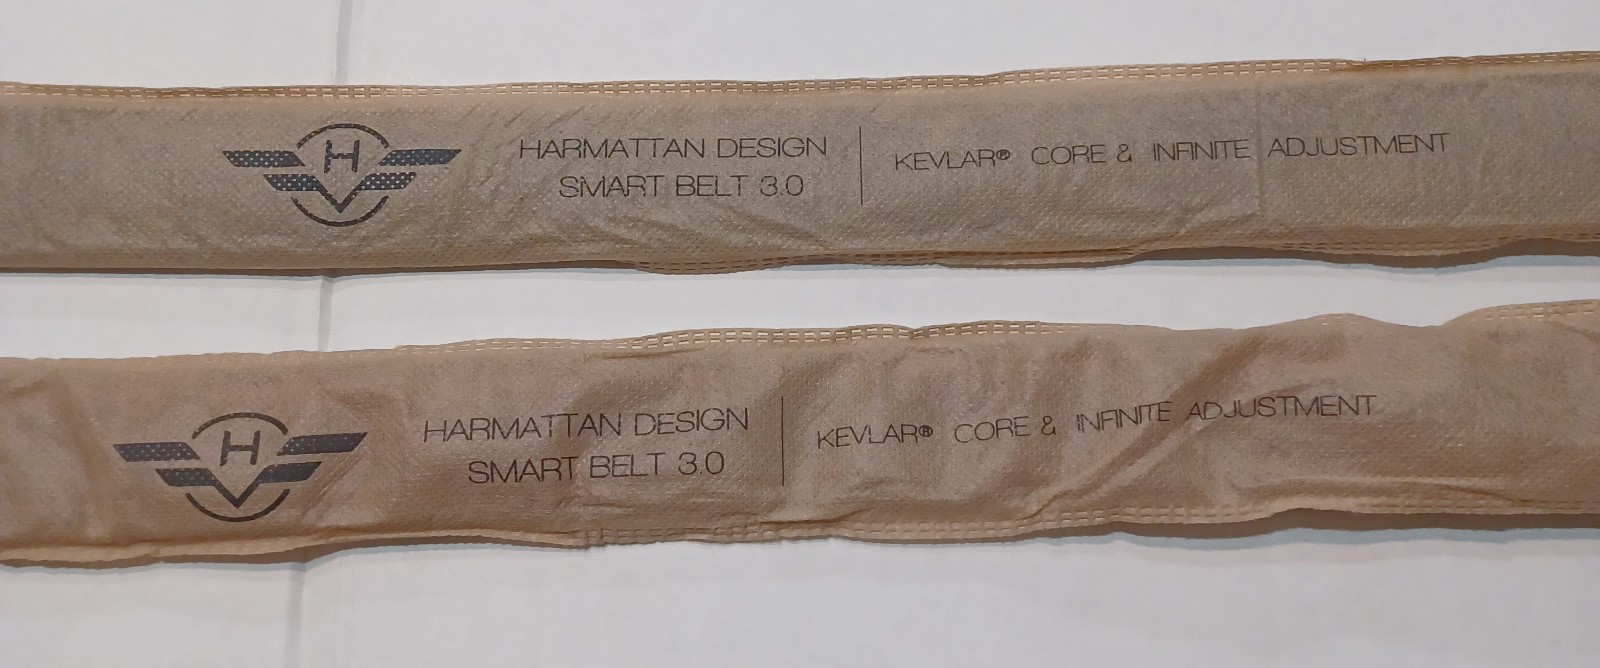 H
HARMATTAN DESIGN
SMART BELT 3.0
KEVLAR® CORE & INFINITE ADJUSTMENT
H
HARMATTAN DESIGN
SMART BELT 3.0
KEVLAR® CORE & INFINITE ADJUSTMENT